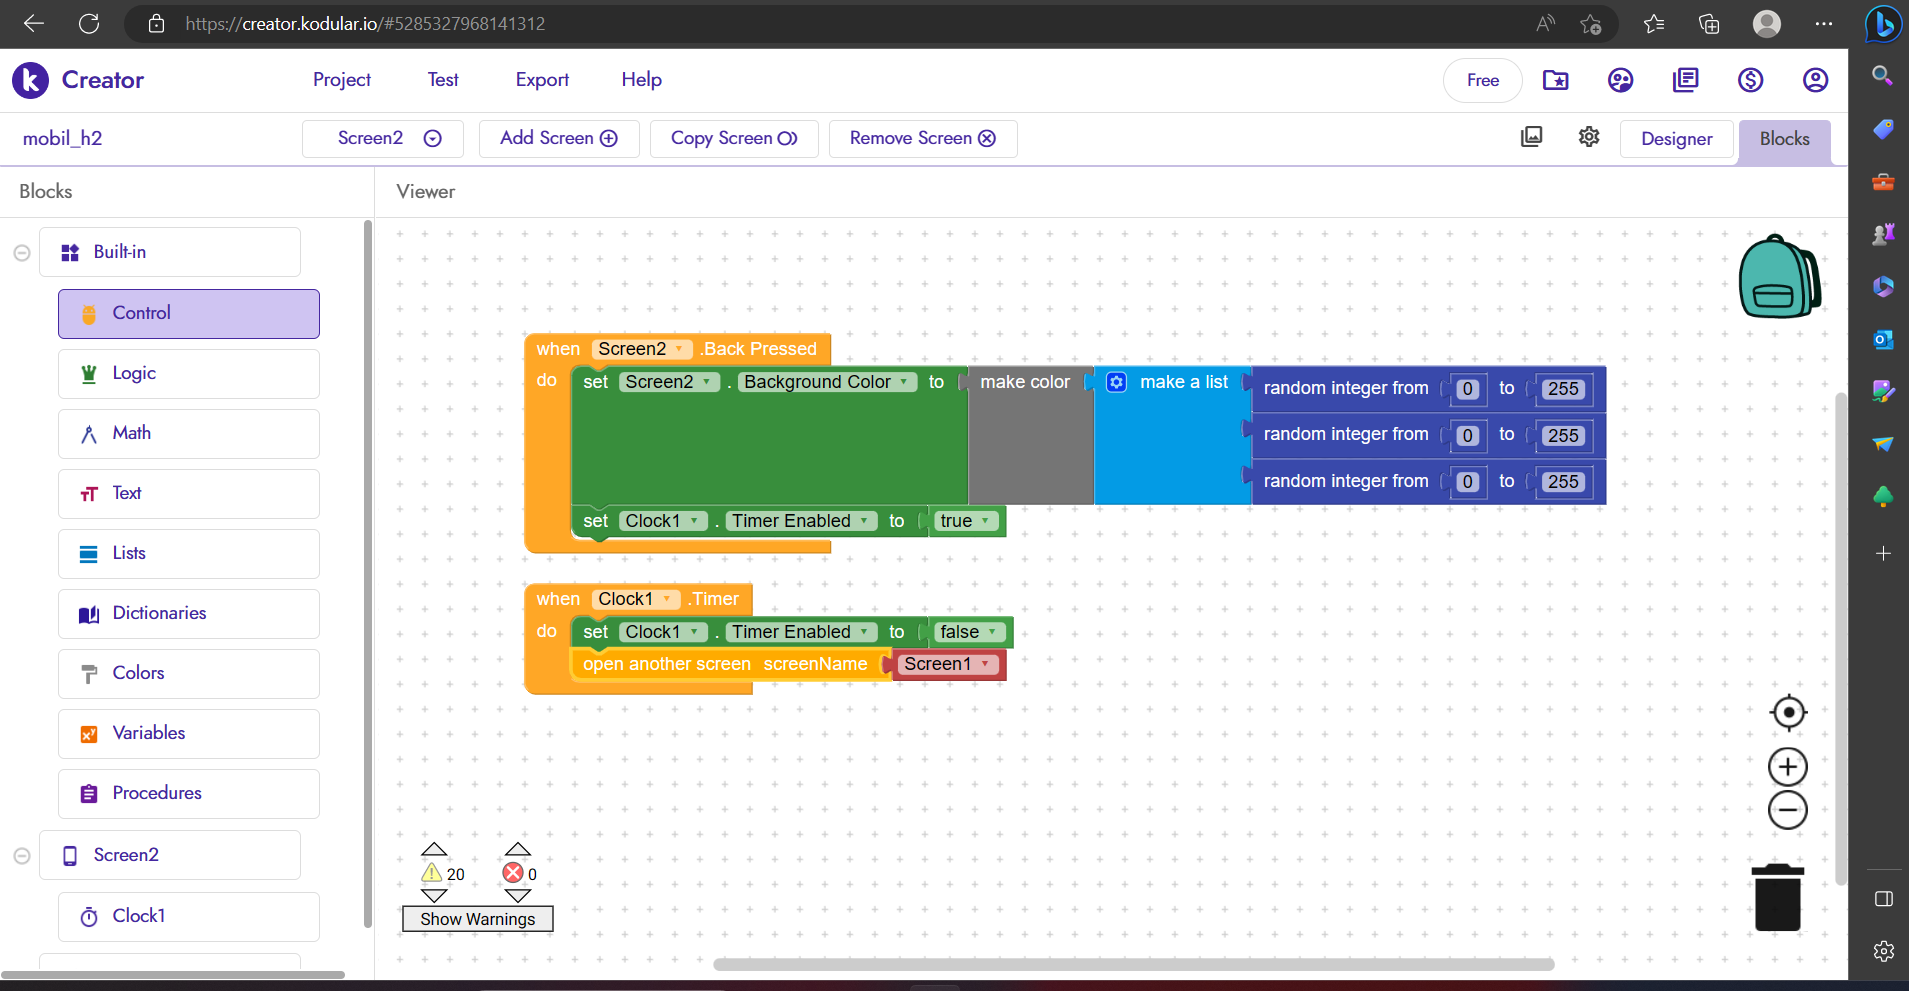 https://creator.kodular.io/#5285327968141312
Creator
Project
Test
Export
Help
Free
mobil_h2
Screen2
Add Screen
Copy Screen
Remove Screen
Designer
Blocks
Blocks
Viewer
Built-in
Control
Logic
Math
Text
Lists
Dictionaries
Colors
Variables
Procedures
Screen2
Clock1
when Screen2 .Back Pressed
do set Screen2 . Background Color to make color make a list random integer from 0 to 255
random integer from 0 to 255
random integer from 0 to 255
set Clock1 . Timer Enabled to true
when Clock1 .Timer
do set Clock1 . Timer Enabled to false
open another screen screenName Screen1
20 0
Show Warnings